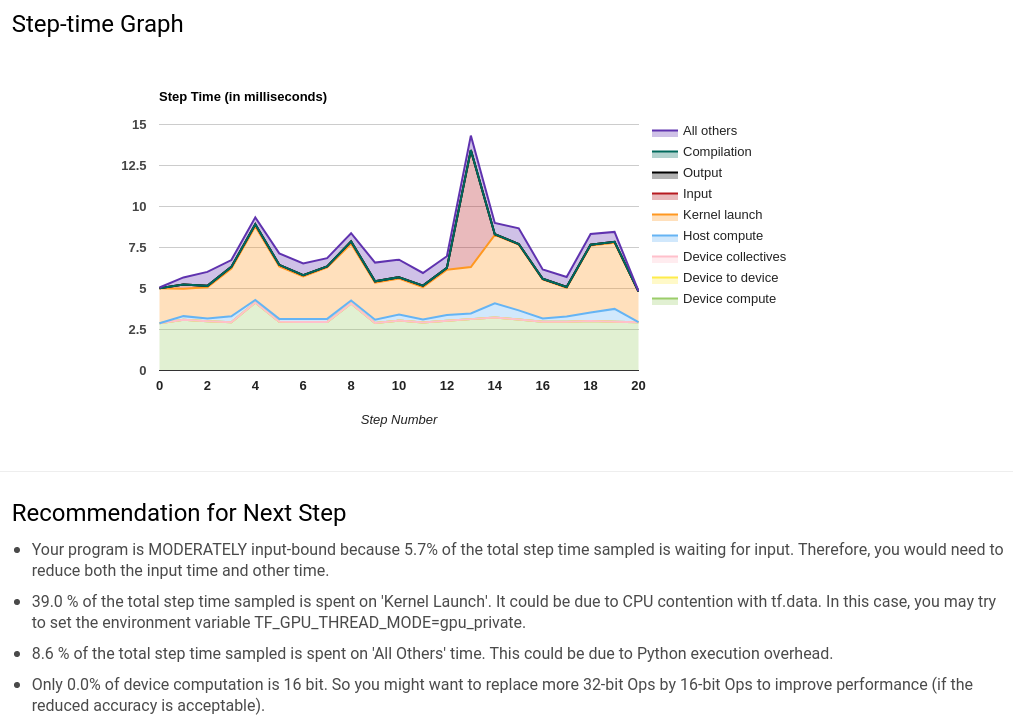 Step-time Graph
Step Time (in milliseconds)
15
12.5
10
7.5
5
2.5
0
0 2 4 6 8 10 12 14 16 18 20
Step Number
All others
Compilation
Output
Input
Kernel launch
Host compute
Device collectives
Device to device
Device compute
Recommendation for Next Step
Your program is MODERATELY input-bound because 5.7% of the total step time sampled is waiting for input. Therefore, you would need to
reduce both the input time and other time.
39.0 % of the total step time sampled is spent on 'Kernel Launch'. It could be due to CPU contention with tf.data. In this case, you may try
to set the environment variable TF_GPU_THREAD_MODE=gpu_private.
8.6 % of the total step time sampled is spent on 'All Others' time. This could be due to Python execution overhead.
Only 0.0% of device computation is 16 bit. So you might want to replace more 32-bit Ops by 16-bit Ops to improve performance (if the
reduced accuracy is acceptable).